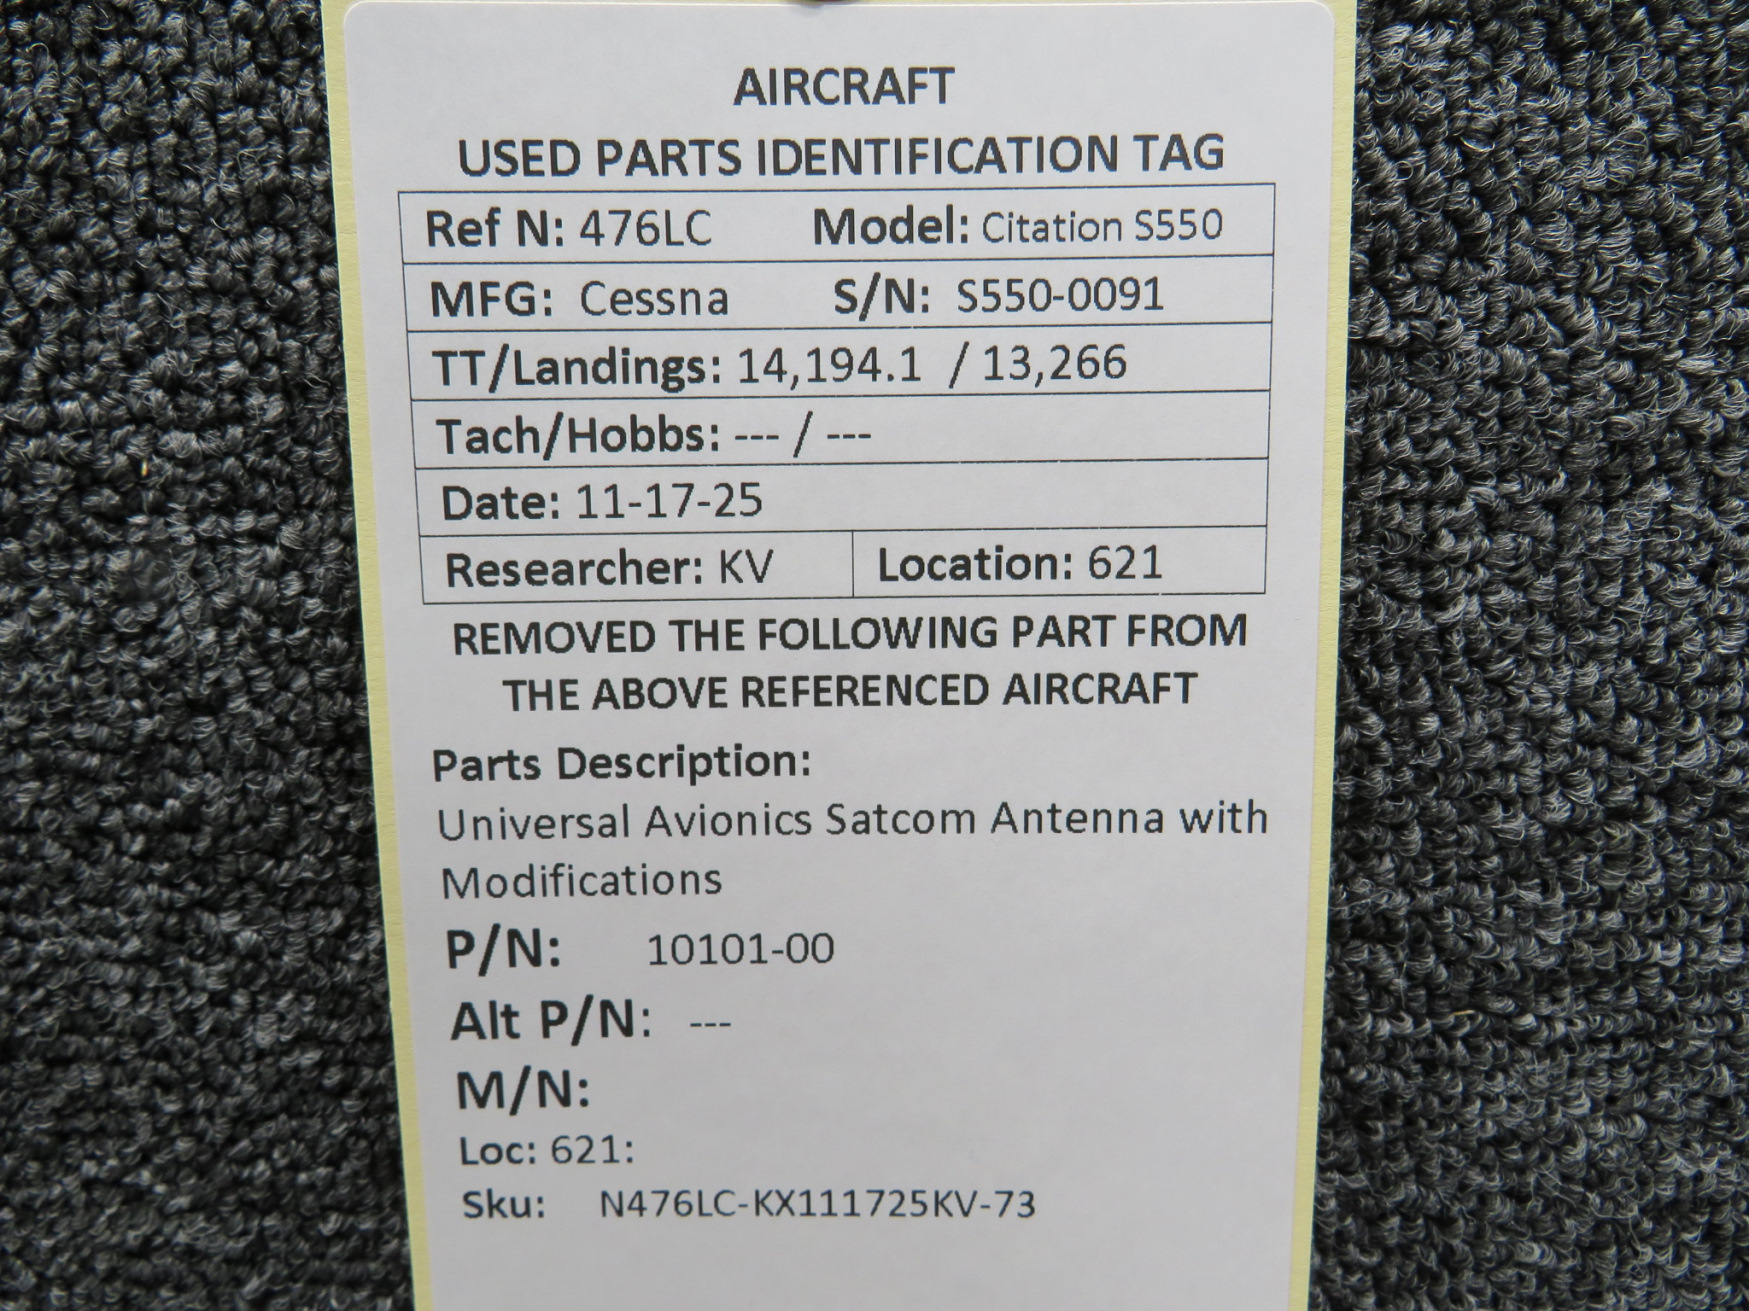 AIRCRAFT
USED PARTS IDENTIFICATION TAG
Ref N: 476LC Model: Citation S550
MFG: Cessna S/N: S550-0091
TT/Landings: 14,194.1 / 13,266
Tach/Hobbs: --- / ---
Date: 11-17-25
Researcher: KV Location: 621
REMOVED THE FOLLOWING PART FROM
THE ABOVE REFERENCED AIRCRAFT
Parts Description:
Universal Avionics Satcom Antenna with
Modifications
P/N: 10101-00
Alt P/N: ---
M/N:
Loc: 621:
Sku: N476LC-KX111725KV-73